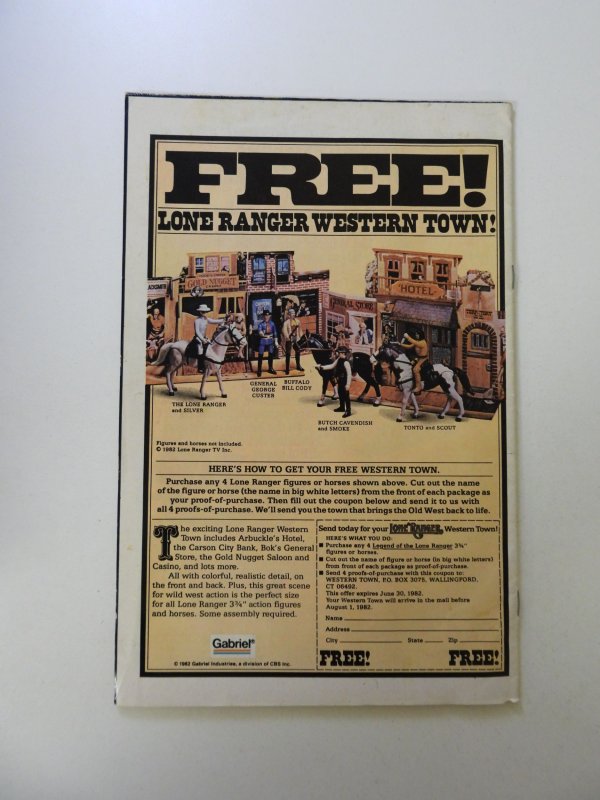 FREE!
LONE RANGER WESTERN TOWN!
GOLD NUGGET
GENERAL STORE
HOTEL
THE LONE RANGER
and SILVER
GENERAL
GEORGE
CUSTER
BUFFALO
BILL CODY
BUTCH CAVENDISH
and SMOKE
TONTO and SCOUT
Figures and horses not included.
© 1982 Lone Ranger TV Inc.
HERE'S HOW TO GET YOUR FREE WESTERN TOWN.
Purchase any 4 Lone Ranger figures or horses shown above. Cut out the name
of the figure or horse (the name in big white letters) from the front of each package as
your proof-of-purchase. Then fill out the coupon below and send it to us with
all 4 proofs-of-purchase. We'll send you the town that brings the Old West back to life.
The exciting Lone Ranger Western
Town includes Arbuckle's Hotel,
the Carson City Bank, Bok's General
Store, the Gold Nugget Saloon and
Casino, and lots more.
All with colorful, realistic detail, on
the front and back. Plus, this great scene
for wild west action is the perfect size
for all Lone Ranger 3¾" action figures
and horses. Some assembly required.
Gabriel®
© 1982 Gabriel Industries, a division of CBS Inc.
Send today for your LONE RANGER Western Town!
HERE'S WHAT YOU DO:
■ Purchase any 4 Legend of the Lone Ranger 3¾"
figures or horses.
■ Cut out the name of figure or horse (in big white letters)
from front of each package as proof-of-purchase.
■ Send 4 proofs-of-purchase with this coupon to:
WESTERN TOWN, P.O. BOX 3075, WALLINGFORD,
CT 06492.
This offer expires June 30, 1982.
Your Western Town will arrive in the mail before
August 1, 1982.
Name
Address
City State Zip
FREE! FREE!